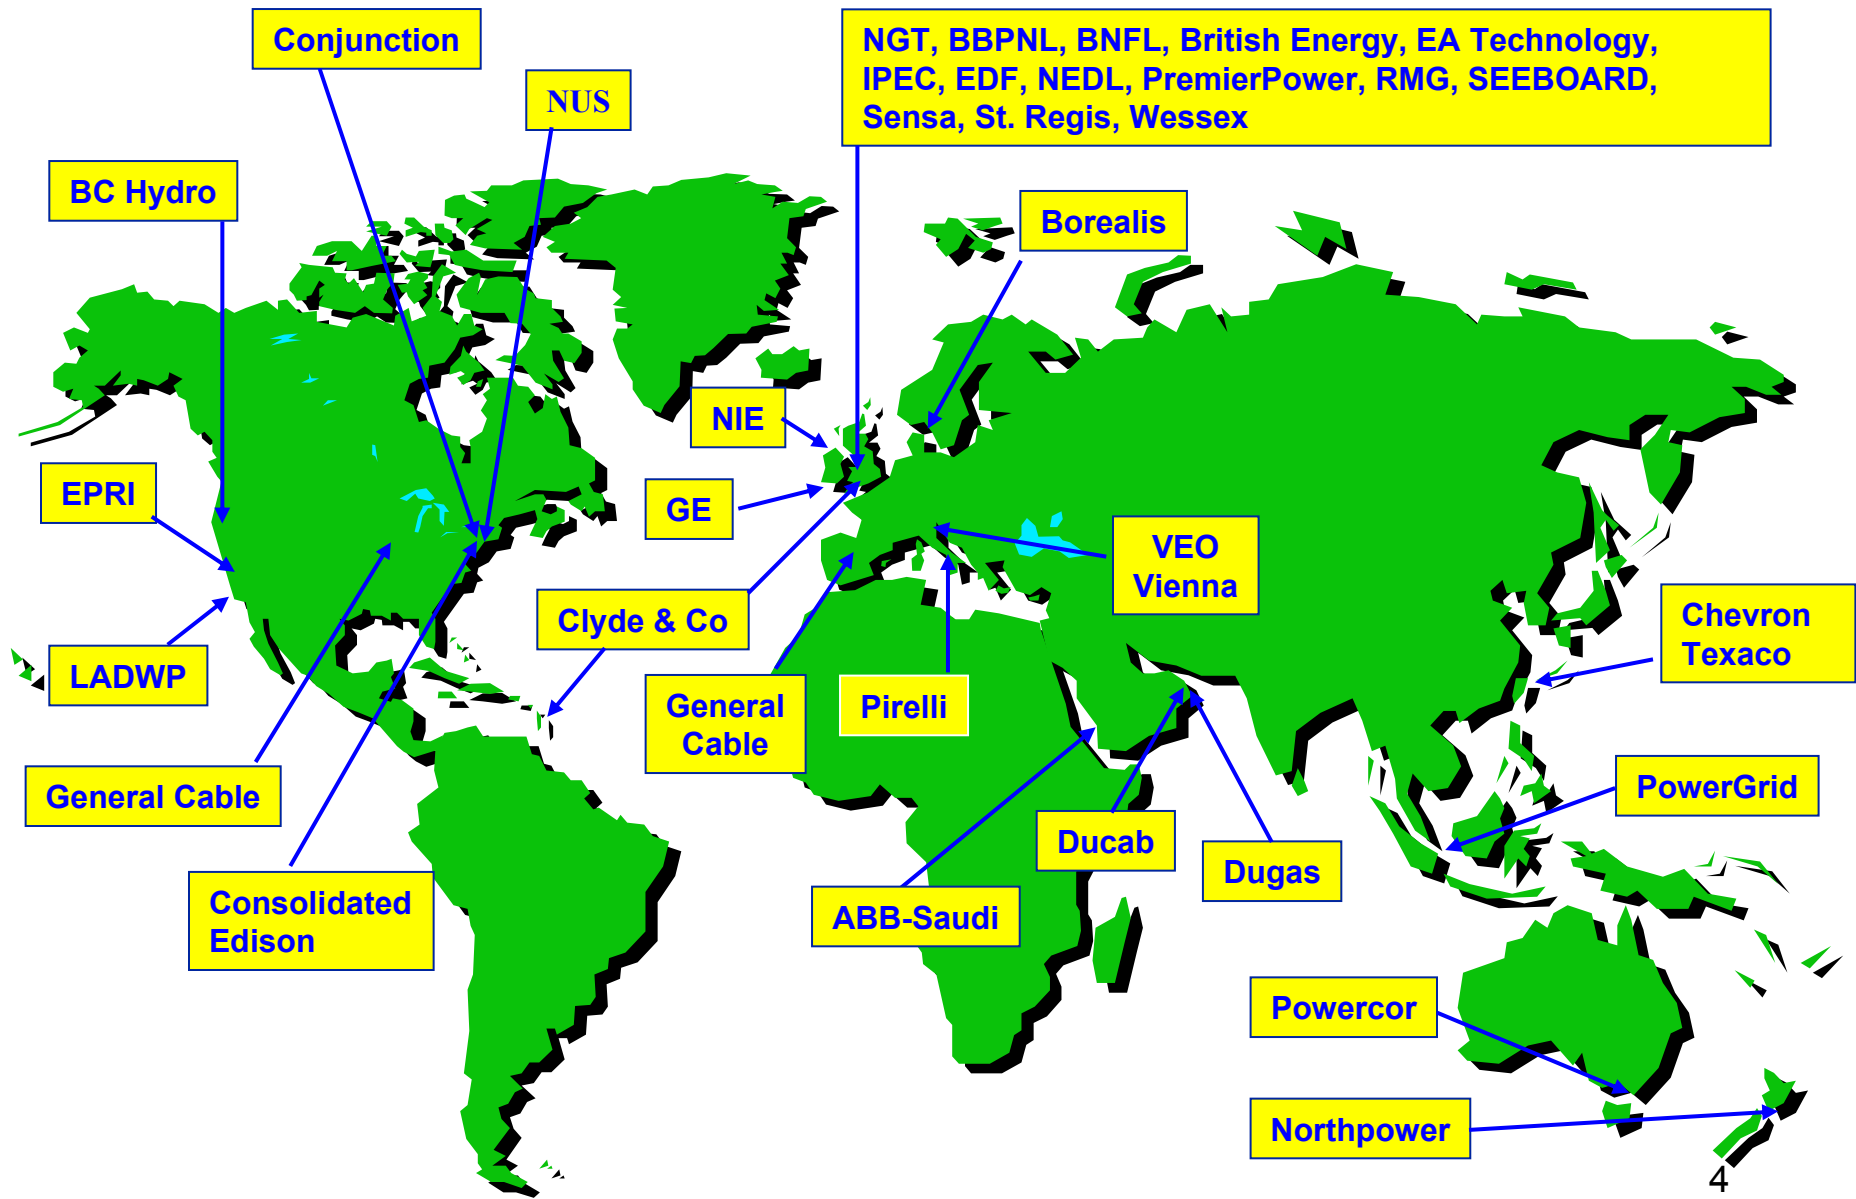 Conjunction
NGT, BBPNL, BNFL, British Energy, EA Technology,
IPEC, EDF, NEDL, PremierPower, RMG, SEEBOARD,
Sensa, St. Regis, Wessex
NUS
BC Hydro
Borealis
NIE
EPRI
GE
VEO
Vienna
Clyde & Co
Chevron
Texaco
LADWP
General
Cable
Pirelli
General Cable
PowerGrid
Ducab
Dugas
Consolidated
Edison
ABB-Saudi
Powercor
Northpower
4